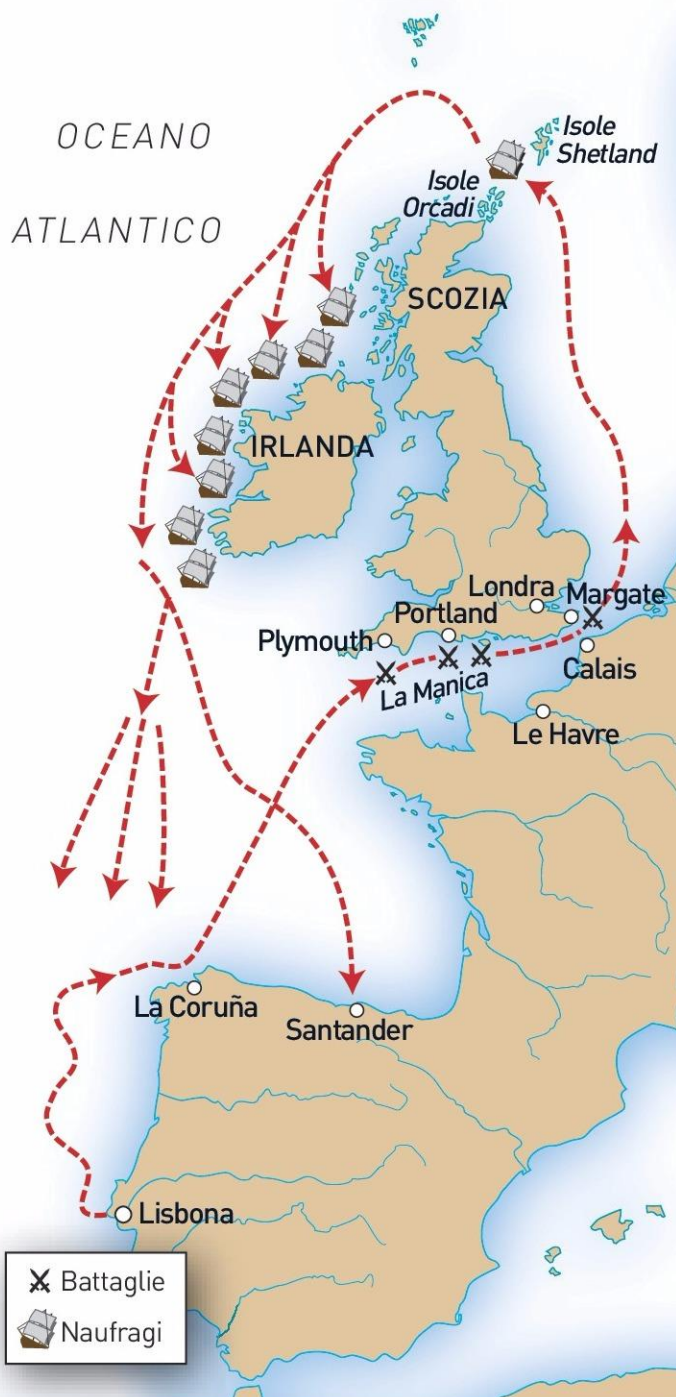 OCEANO
ATLANTICO
Isole
Shetland
Isole
Orcadi
SCOZIA
IRLANDA
Londra
Margate
Portland
Plymouth
La Manica
Calais
Le Havre
La Coruña
Santander
Lisbona
Battaglie
Naufragi